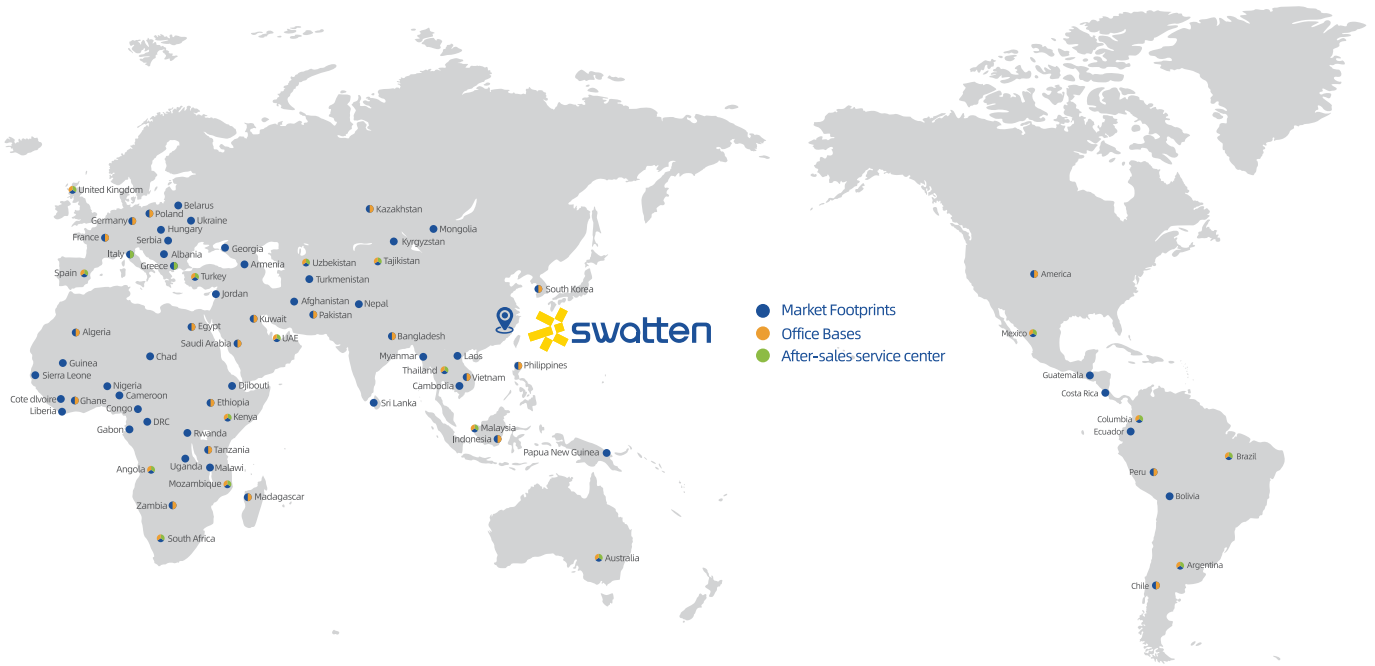 United Kingdom
Belarus
Poland
Germany
Ukraine
Hungary
France
Serbia
Italy
Albania
Greece
Spain
Turkey
Georgia
Armenia
Jordan
Kazakhstan
Mongolia
Kyrgyzstan
Uzbekistan
Tajikistan
Turkmenistan
Afghanistan
Nepal
Pakistan
South Korea
swatten
Market Footprints
Office Bases
After-sales service center
Algeria
Egypt
Kuwait
Saudi Arabia
UAE
Bangladesh
Chad
Guinea
Sierra Leone
Myanmar
Laos
Thailand
Vietnam
Cambodia
Philippines
Nigeria
Djibouti
Cameroon
Cote dIvoire
Ghane
Liberia
Congo
Ethiopia
Kenya
Sri Lanka
DRC
Gabon
Rwanda
Malaysia
Indonesia
Tanzania
Papua New Guinea
Uganda
Malawi
Angola
Mozambique
Madagascar
Zambia
South Africa
Australia
America
Mexico
Guatemala
Costa Rica
Columbia
Ecuador
Brazil
Peru
Bolivia
Argentina
Chile